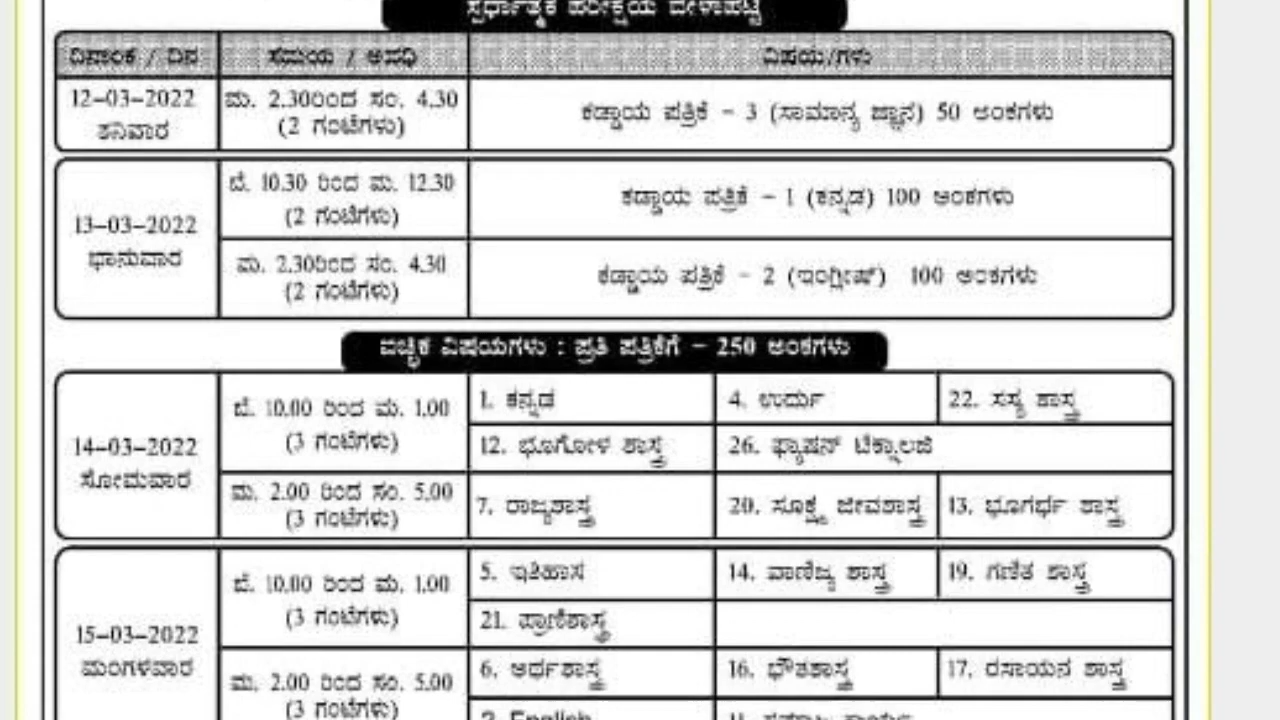 ಸ್ಪರ್ಧಾತ್ಮಕ ಪರೀಕ್ಷೆಯ ವೇಳಾಪಟ್ಟಿ
ದಿನಾಂಕ / ದಿನ ಸಮಯ / ಅವಧಿ ವಿಷಯ/ಗಳು
12-03-2022 ಮ. 2.30ರಿಂದ ಸಂ. 4.30 ಕಡ್ಡಾಯ ಪತ್ರಿಕೆ - 3 (ಸಾಮಾನ್ಯ ಜ್ಞಾನ) 50 ಅಂಕಗಳು
ಶನಿವಾರ (2 ಗಂಟೆಗಳು)
13-03-2022
ಭಾನುವಾರ
ಬೆ. 10.30 ರಿಂದ ಮ. 12.30 ಕಡ್ಡಾಯ ಪತ್ರಿಕೆ - 1 (ಕನ್ನಡ) 100 ಅಂಕಗಳು
(2 ಗಂಟೆಗಳು)
ಮ. 2.30ರಿಂದ ಸಂ. 4.30 ಕಡ್ಡಾಯ ಪತ್ರಿಕೆ - 2 (ಇಂಗ್ಲೀಷ್) 100 ಅಂಕಗಳು
(2 ಗಂಟೆಗಳು)
ಐಚ್ಛಿಕ ವಿಷಯಗಳು : ಪ್ರತಿ ಪತ್ರಿಕೆಗೆ - 250 ಅಂಕಗಳು
14-03-2022
ಸೋಮವಾರ
ಬೆ. 10.00 ರಿಂದ ಮ. 1.00
(3 ಗಂಟೆಗಳು)
1. ಕನ್ನಡ 4. ಉರ್ದು 22. ಸಸ್ಯ ಶಾಸ್ತ್ರ
12. ಭೂಗೋಳ ಶಾಸ್ತ್ರ 26. ಫ್ಯಾಷನ್ ಟೆಕ್ನಾಲಜಿ
ಮ. 2.00 ರಿಂದ ಸಂ. 5.00
(3 ಗಂಟೆಗಳು)
7. ರಾಜ್ಯಶಾಸ್ತ್ರ 20. ಸೂಕ್ಷ್ಮ ಜೀವಶಾಸ್ತ್ರ 13. ಭೂಗರ್ಭ ಶಾಸ್ತ್ರ
15-03-2022
ಮಂಗಳವಾರ
ಬೆ. 10.00 ರಿಂದ ಮ. 1.00
(3 ಗಂಟೆಗಳು)
5. ಇತಿಹಾಸ 14. ವಾಣಿಜ್ಯ ಶಾಸ್ತ್ರ 19. ಗಣಿತ ಶಾಸ್ತ್ರ
21. ಪ್ರಾಣಿಶಾಸ್ತ್ರ
ಮ. 2.00 ರಿಂದ ಸಂ. 5.00
(3 ಗಂಟೆಗಳು)
6. ಅರ್ಥಶಾಸ್ತ್ರ 16. ಭೌತಶಾಸ್ತ್ರ 17. ರಸಾಯನ ಶಾಸ್ತ್ರ
English